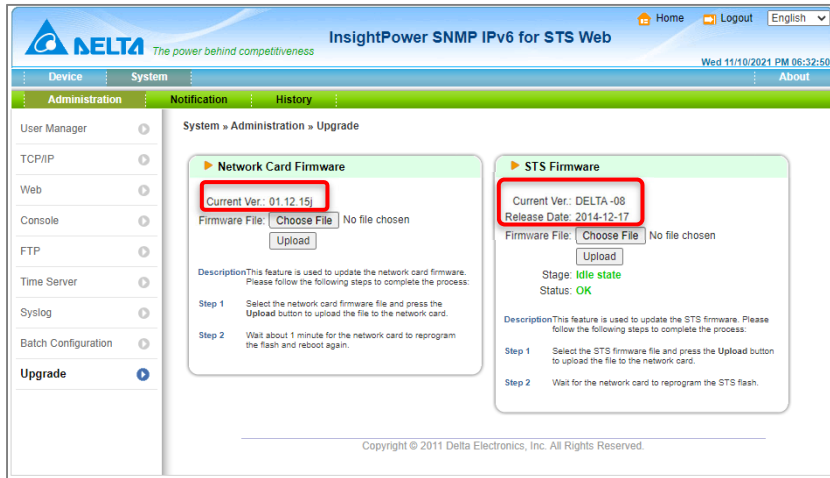 Home Logout English
DELTA The power behind competitiveness
InsightPower SNMP IPv6 for STS Web
Wed 11/10/2021 PM 06:32:50
Device System About
Administration Notification History
User Manager
TCP/IP
Web
Console
FTP
Time Server
Syslog
Batch Configuration
Upgrade
System » Administration » Upgrade
Network Card Firmware
Current Ver.: 01.12.15j
Firmware File: Choose File No file chosen
Upload
Description This feature is used to update the network card firmware.
Please follow the following steps to complete the process:
Step 1 Select the network card firmware file and press the
Upload button to upload the file to the network card.
Step 2 Wait about 1 minute for the network card to reprogram
the flash and reboot again.
STS Firmware
Current Ver.: DELTA -08
Release Date: 2014-12-17
Firmware File: Choose File No file chosen
Upload
Stage: Idle state
Status: OK
Description This feature is used to update the STS firmware. Please
follow the following steps to complete the process:
Step 1 Select the STS firmware file and press the Upload button
to upload the file to the network card.
Step 2 Wait for the network card to reprogram the STS flash.
Copyright © 2011 Delta Electronics, Inc. All Rights Reserved.